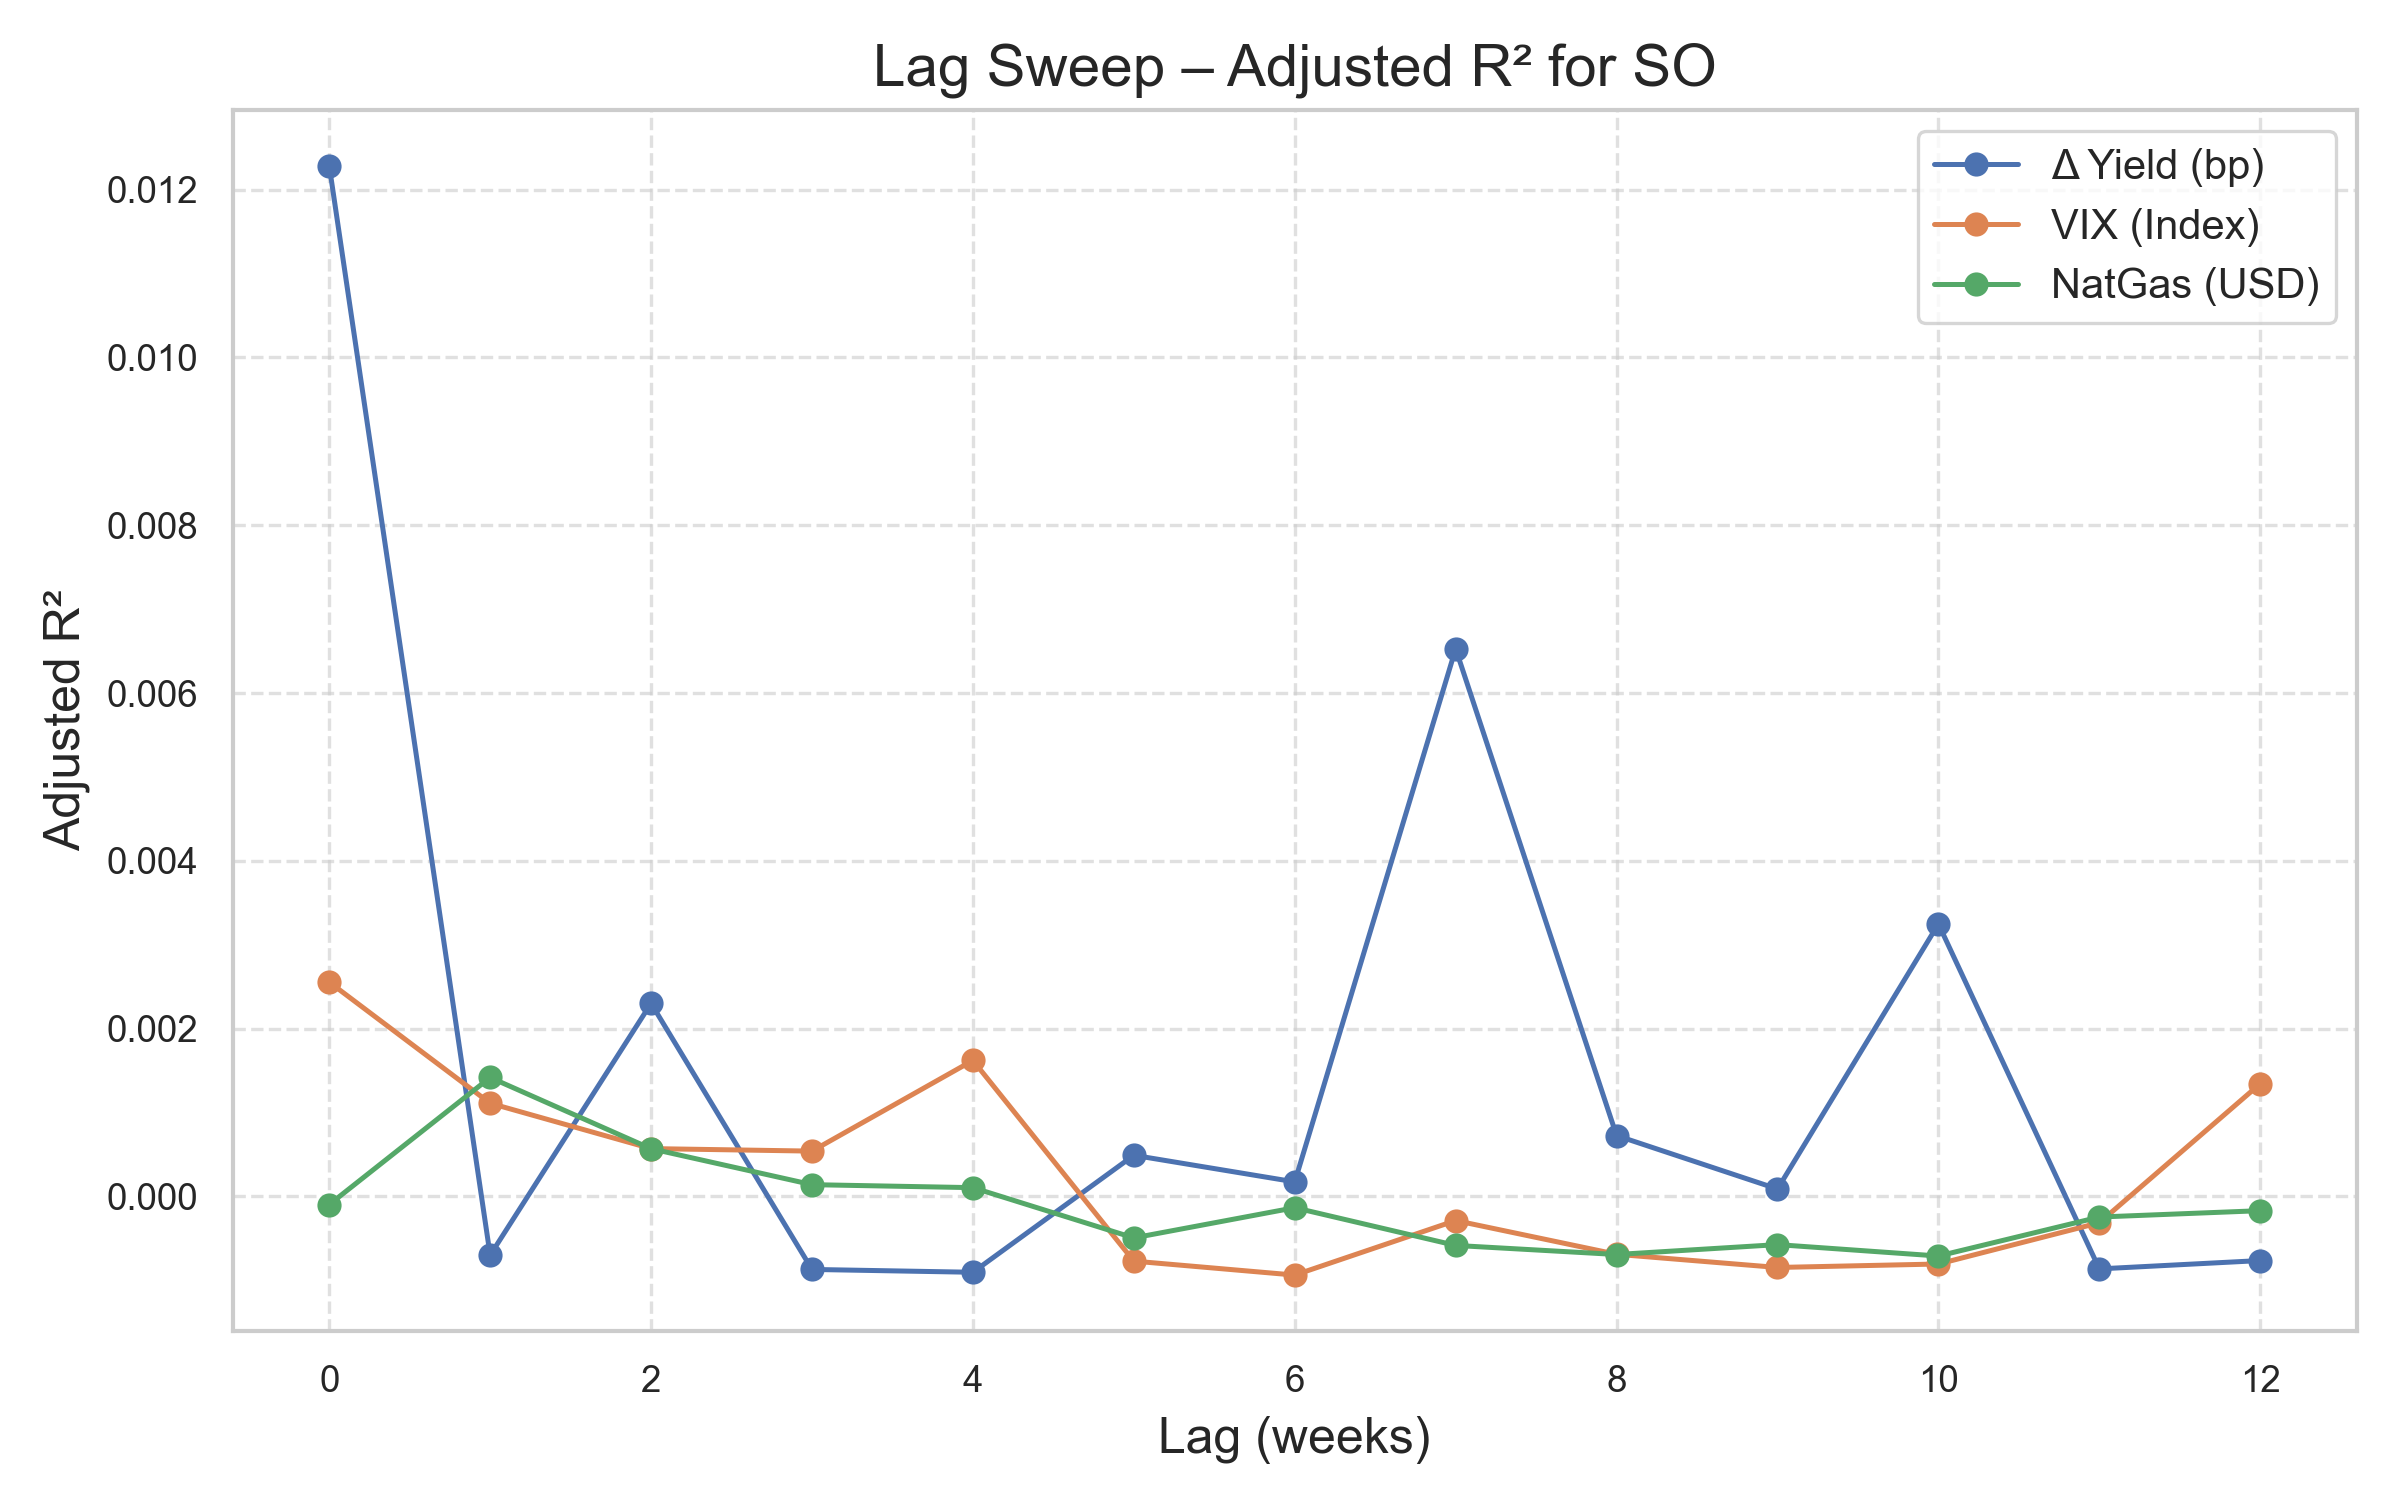 Lag Sweep – Adjusted R² for SO
Δ Yield (bp)
VIX (Index)
NatGas (USD)
Adjusted R²
0.012
0.010
0.008
0.006
0.004
0.002
0.000
0 2 4 6 8 10 12
Lag (weeks)